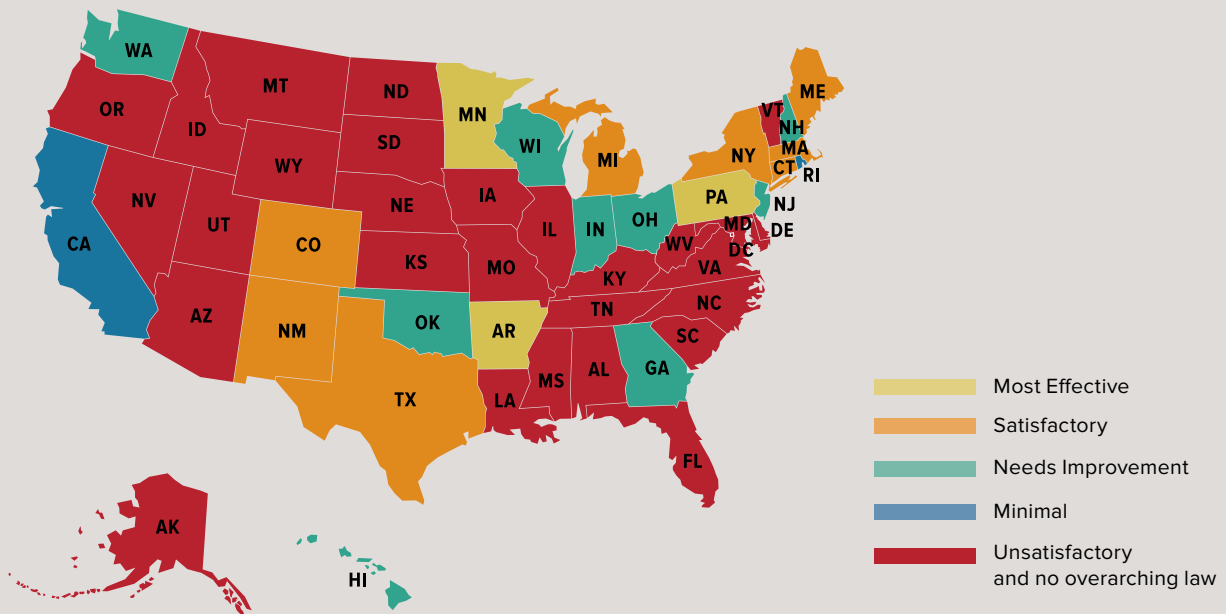 WA
OR
MT
ND
MN
ID
WY
SD
WI
MI
ME
VT
NH
MA
NY
CT
RI
NV
UT
NE
IA
PA
NJ
CA
CO
KS
MO
IL
IN
OH
WV
MD
DE
DC
VA
KY
AZ
NM
OK
AR
TN
NC
SC
TX
LA
MS
AL
GA
FL
AK
HI
Most Effective
Satisfactory
Needs Improvement
Minimal
Unsatisfactory
and no overarching law